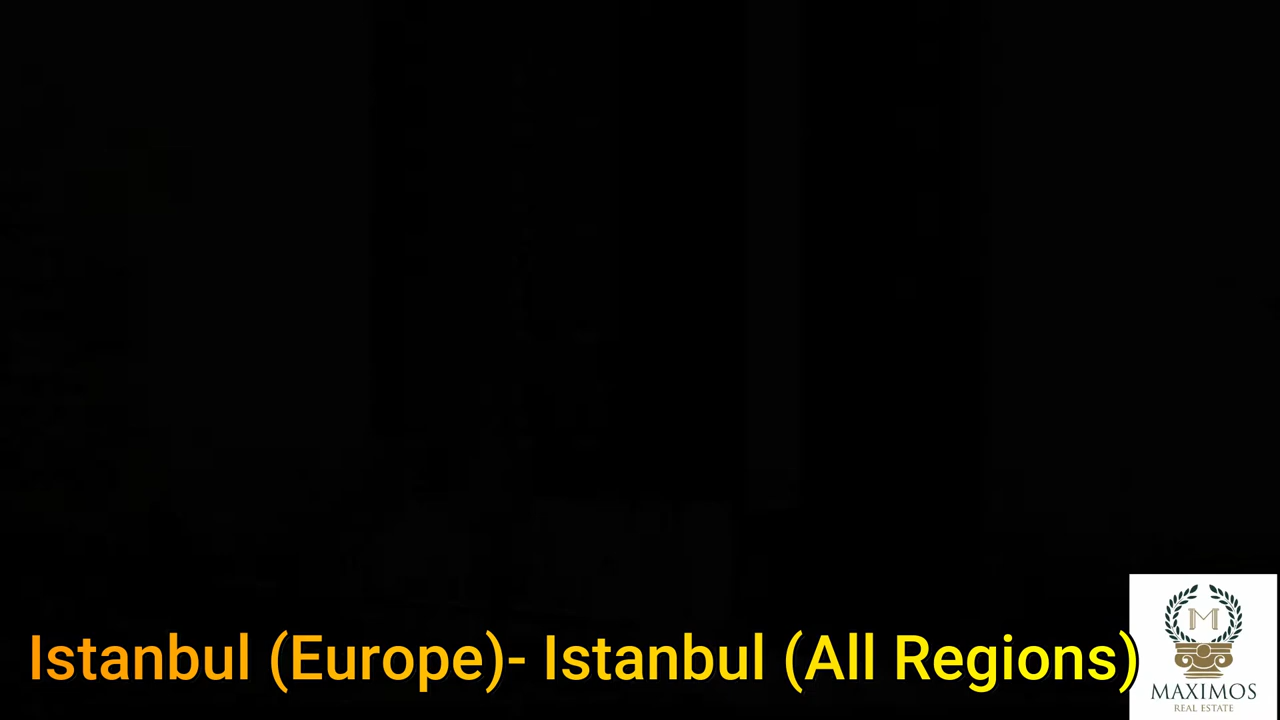 Istanbul (Europe)- Istanbul (All Regions)
M
MAXIMOS
REAL ESTATE